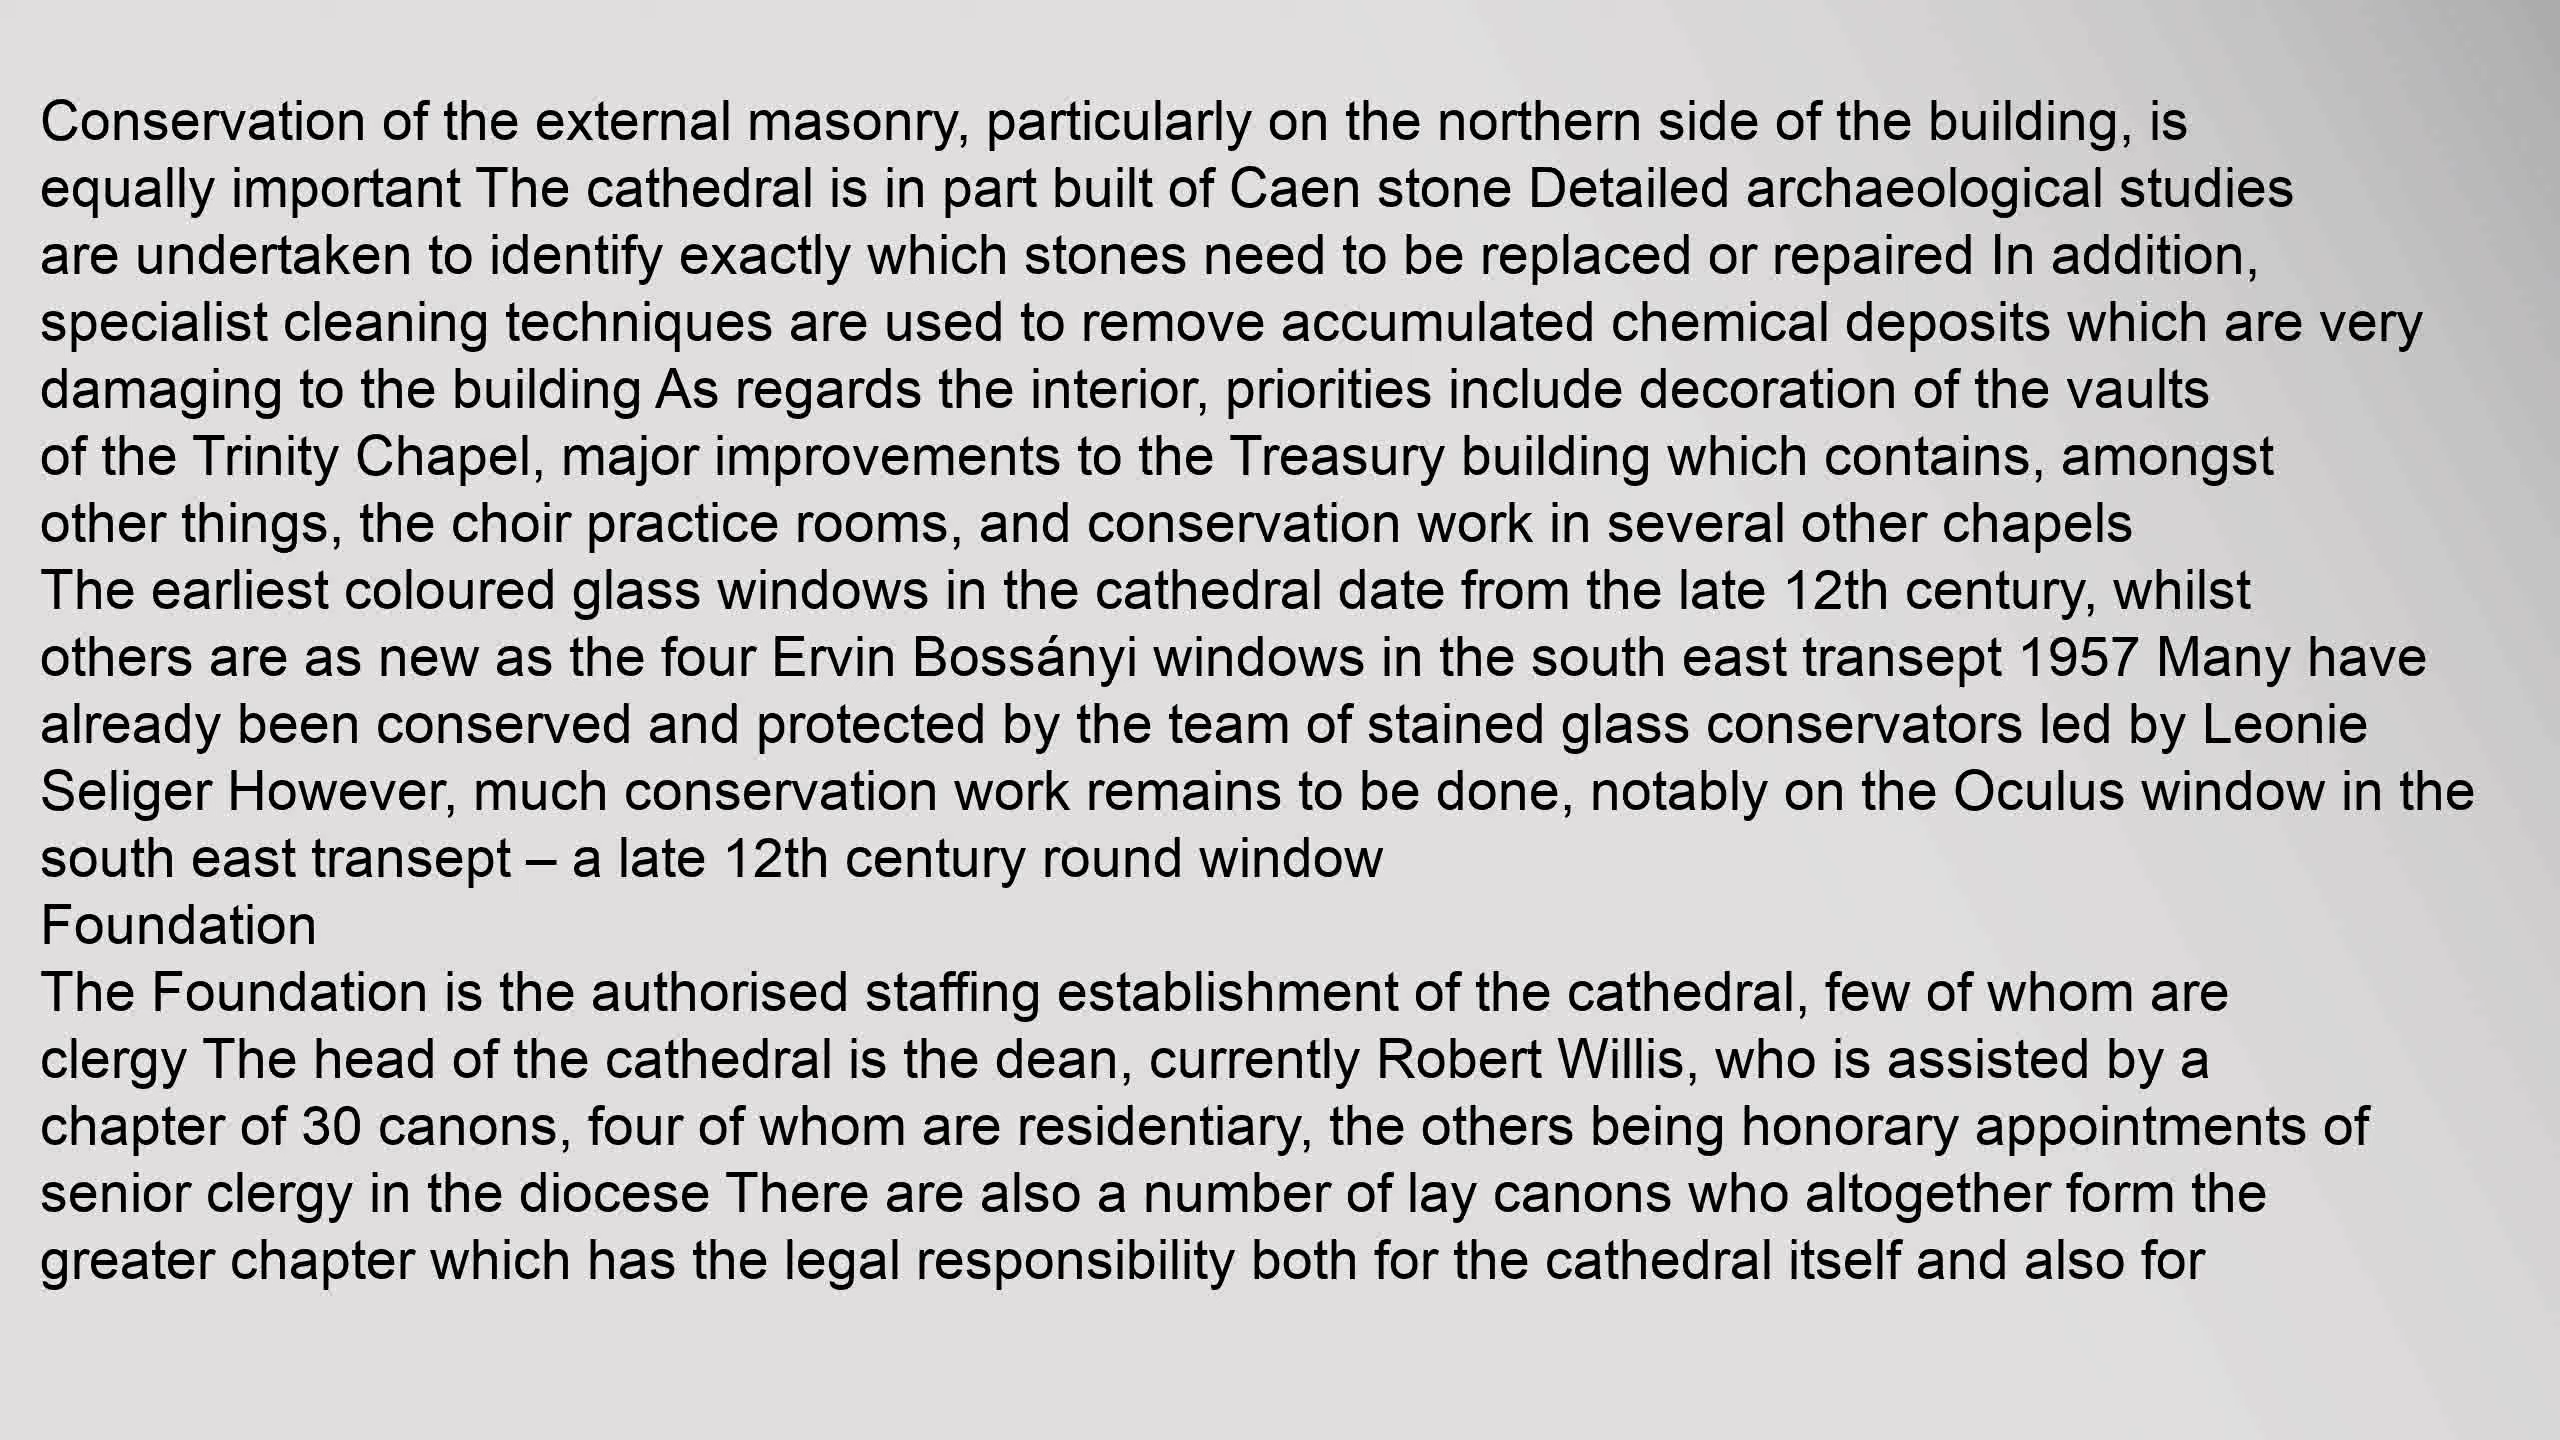 Conservation of the external masonry, particularly on the northern side of the building, is
equally important The cathedral is in part built of Caen stone Detailed archaeological studies
are undertaken to identify exactly which stones need to be replaced or repaired In addition,
specialist cleaning techniques are used to remove accumulated chemical deposits which are very
damaging to the building As regards the interior, priorities include decoration of the vaults
of the Trinity Chapel, major improvements to the Treasury building which contains, amongst
other things, the choir practice rooms, and conservation work in several other chapels
The earliest coloured glass windows in the cathedral date from the late 12th century, whilst
others are as new as the four Ervin Bossányi windows in the south east transept 1957 Many have
already been conserved and protected by the team of stained glass conservators led by Leonie
Seliger However, much conservation work remains to be done, notably on the Oculus window in the
south east transept – a late 12th century round window
Foundation
The Foundation is the authorised staffing establishment of the cathedral, few of whom are
clergy The head of the cathedral is the dean, currently Robert Willis, who is assisted by a
chapter of 30 canons, four of whom are residentiary, the others being honorary appointments of
senior clergy in the diocese There are also a number of lay canons who altogether form the
greater chapter which has the legal responsibility both for the cathedral itself and also for